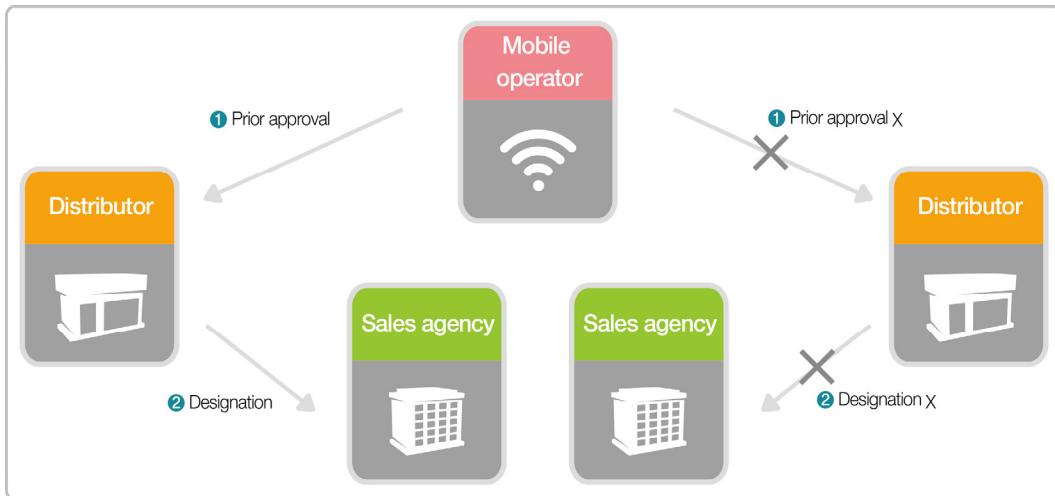 Mobile
operator
❶ Prior approval
❶ Prior approval X
Distributor
Distributor
Sales agency
Sales agency
❷ Designation
❷ Designation X